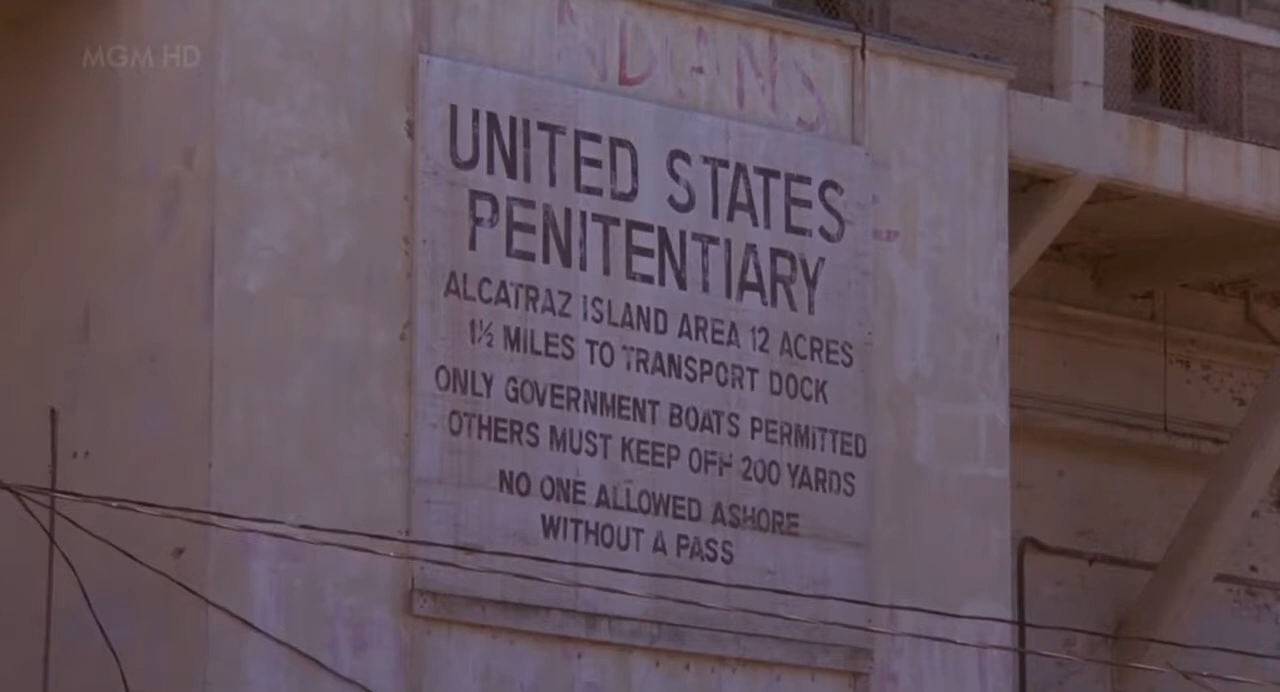 MGM HD
NDIANS
UNITED STATES
PENITENTIARY
ALCATRAZ ISLAND AREA 12 ACRES
1½ MILES TO TRANSPORT DOCK
ONLY GOVERNMENT BOATS PERMITTED
OTHERS MUST KEEP OFF 200 YARDS
NO ONE ALLOWED ASHORE
WITHOUT A PASS